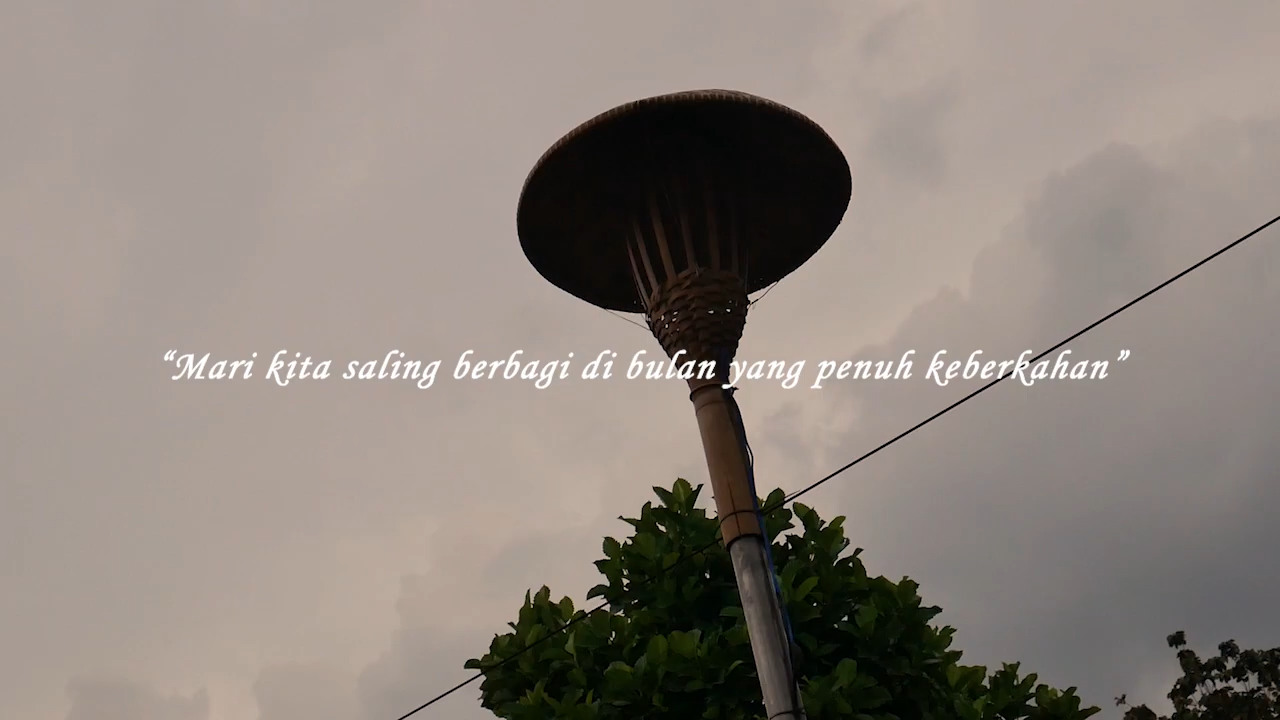 “Mari kita saling berbagi di bulan yang penuh keberkahan”